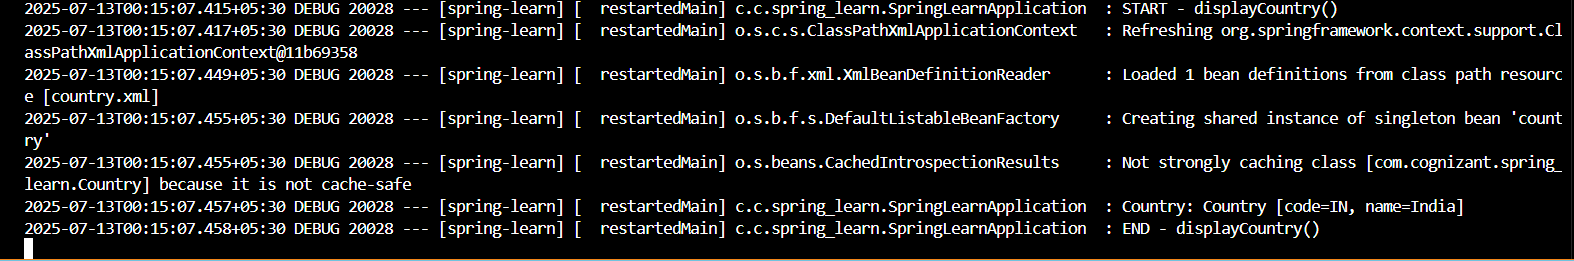 2025-07-13T00:15:07.415+05:30 DEBUG 20028 --- [spring-learn] [  restartedMain] c.c.spring_learn.SpringLearnApplication  : START - displayCountry()
2025-07-13T00:15:07.417+05:30 DEBUG 20028 --- [spring-learn] [  restartedMain] o.s.c.s.ClassPathXmlApplicationContext   : Refreshing org.springframework.context.support.Cl
assPathXmlApplicationContext@11b69358
2025-07-13T00:15:07.449+05:30 DEBUG 20028 --- [spring-learn] [  restartedMain] o.s.b.f.xml.XmlBeanDefinitionReader      : Loaded 1 bean definitions from class path resourc
e [country.xml]
2025-07-13T00:15:07.455+05:30 DEBUG 20028 --- [spring-learn] [  restartedMain] o.s.b.f.s.DefaultListableBeanFactory     : Creating shared instance of singleton bean 'count
ry'
2025-07-13T00:15:07.455+05:30 DEBUG 20028 --- [spring-learn] [  restartedMain] o.s.beans.CachedIntrospectionResults     : Not strongly caching class [com.cognizant.spring_
learn.Country] because it is not cache-safe
2025-07-13T00:15:07.457+05:30 DEBUG 20028 --- [spring-learn] [  restartedMain] c.c.spring_learn.SpringLearnApplication  : Country: Country [code=IN, name=India]
2025-07-13T00:15:07.458+05:30 DEBUG 20028 --- [spring-learn] [  restartedMain] c.c.spring_learn.SpringLearnApplication  : END - displayCountry()